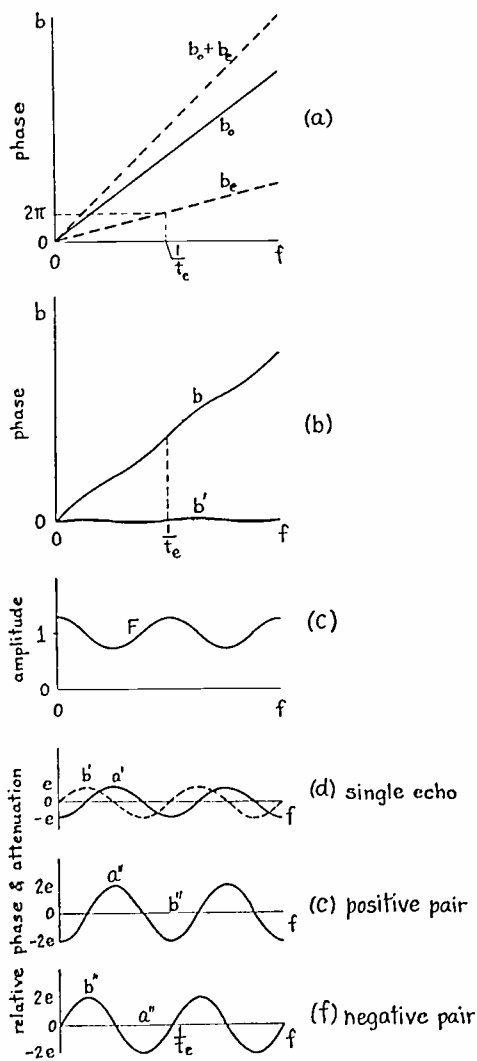 b
b₀+bₑ
phase
b₀
(a)
bₑ
2π
0
0
1/tₑ
f
b
phase
b
(b)
b'
0
0
1/tₑ
f
amplitude
1
F
(c)
0
0
f
relative phase & attenuation
e
0
-e
b' a'
f
(d) single echo
a"
2e
0
-2e
b"
f
(c) positive pair
b"
2e
0
-2e
a"
1/tₑ
f
(f) negative pair